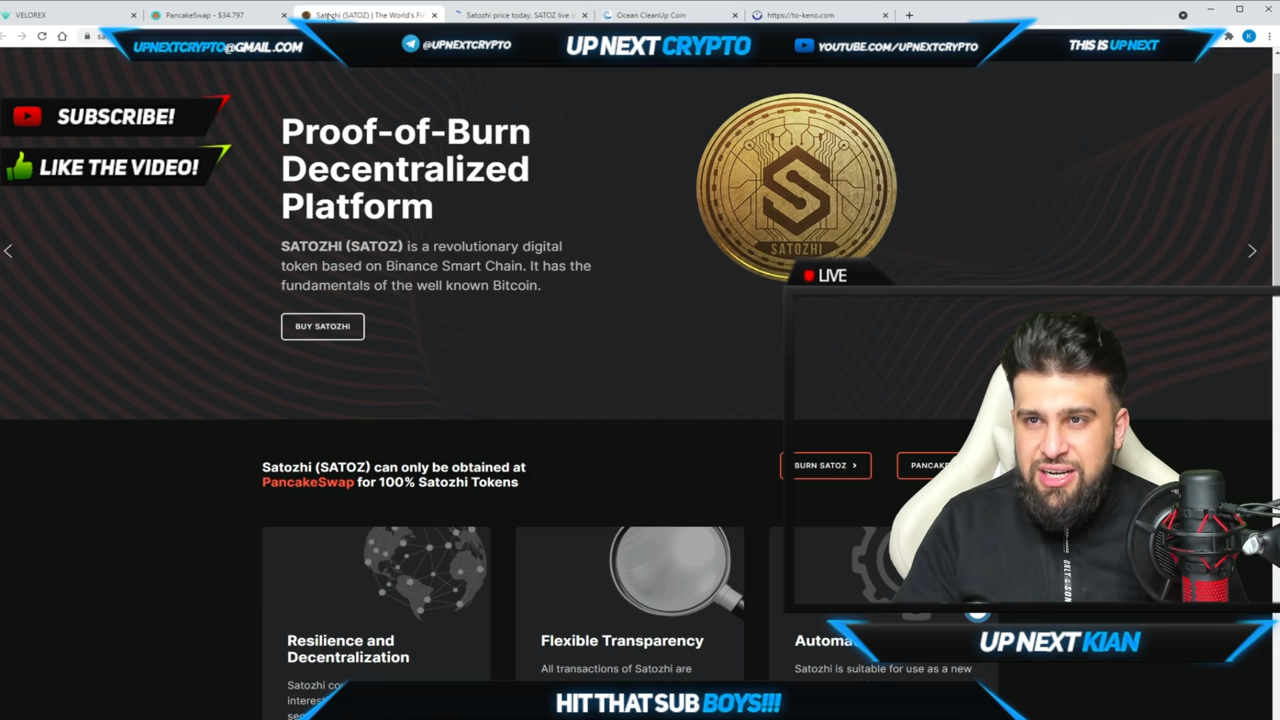 VELOREX
PancakeSwap - $34.797
Satozhi (SATOZ) | The World's Fi
Satozhi price today, SATOZ live
Ocean CleanUp Coin
https://to-keno.com
UPNEXTCRYPTO@GMAIL.COM
@UPNEXTCRYPTO
UP NEXT CRYPTO
YOUTUBE.COM/UPNEXTCRYPTO
THIS IS UP NEXT
SUBSCRIBE!
LIKE THE VIDEO!
Proof-of-Burn
Decentralized
Platform
SATOZHI (SATOZ) is a revolutionary digital
token based on Binance Smart Chain. It has the
fundamentals of the well known Bitcoin.
BUY SATOZHI
SATOZHI
LIVE
Satozhi (SATOZ) can only be obtained at
PancakeSwap for 100% Satozhi Tokens
BURN SATOZ >
PANCAKE
Resilience and
Decentralization
Flexible Transparency
All transactions of Satozhi are
Automa
Satozhi is suitable for use as a new
UP NEXT KIAN
HIT THAT SUB BOYS!!!